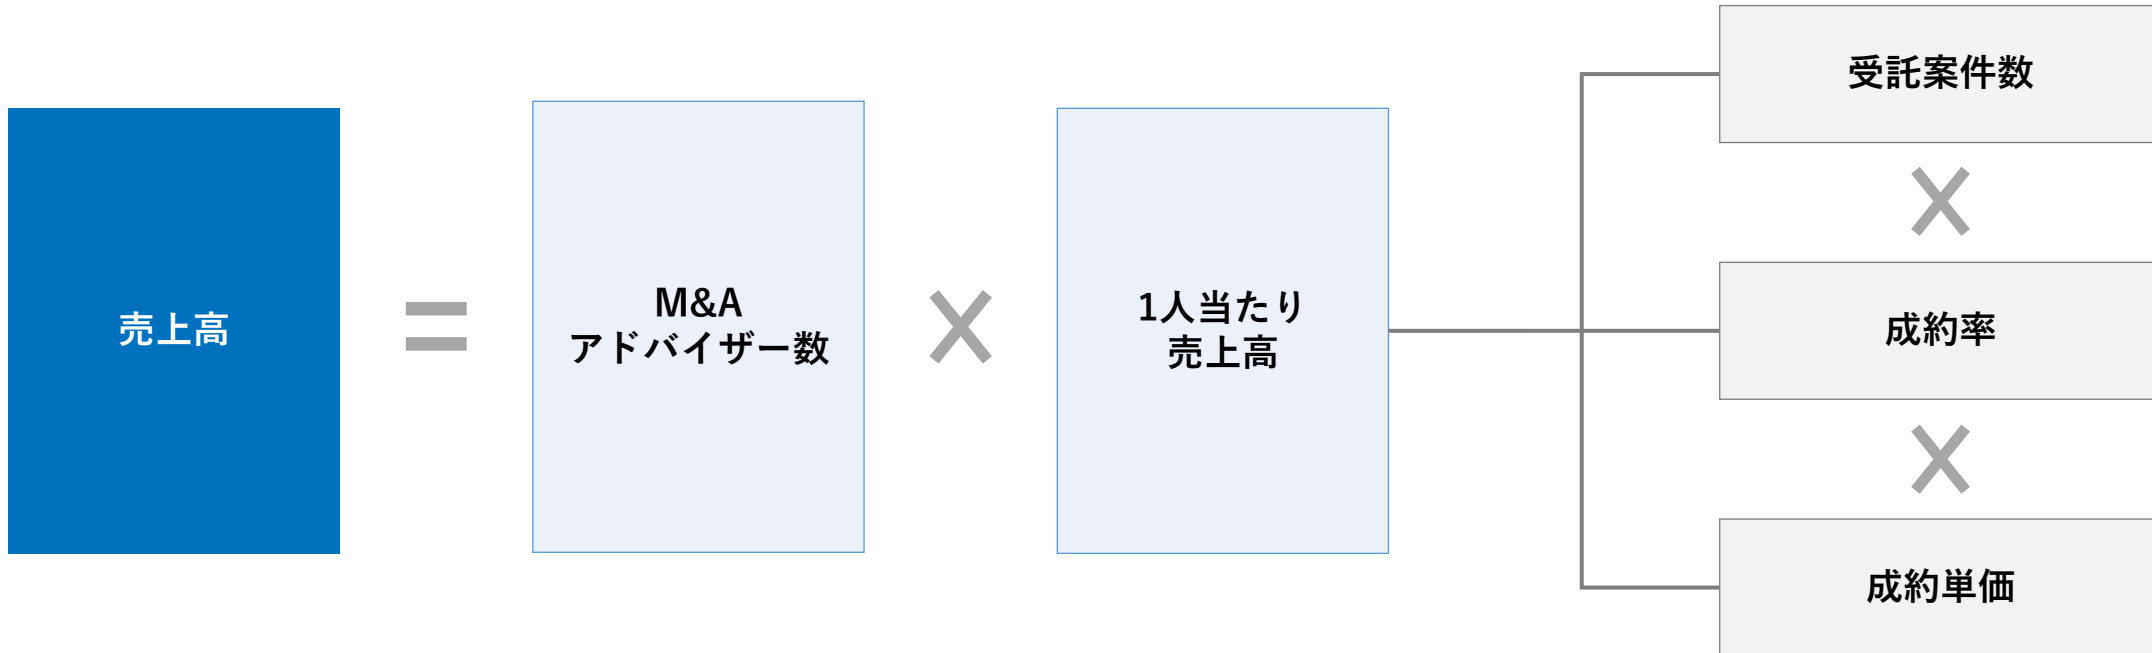 売上高
M&A
アドバイザー数
1人当たり
売上高
受託案件数
成約率
成約単価